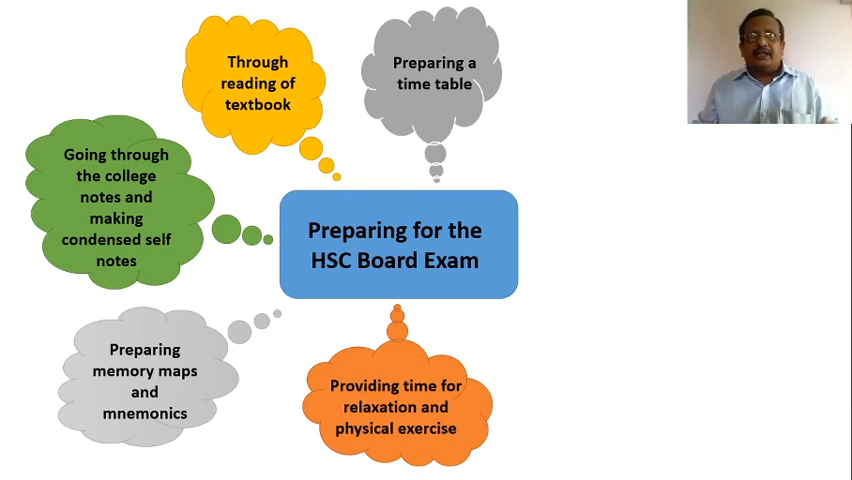 Through
reading of
textbook
Preparing a
time table
Going through
the college
notes and
making
condensed self
notes
Preparing for the
HSC Board Exam
Preparing
memory maps
and
mnemonics
Providing time for
relaxation and
physical exercise